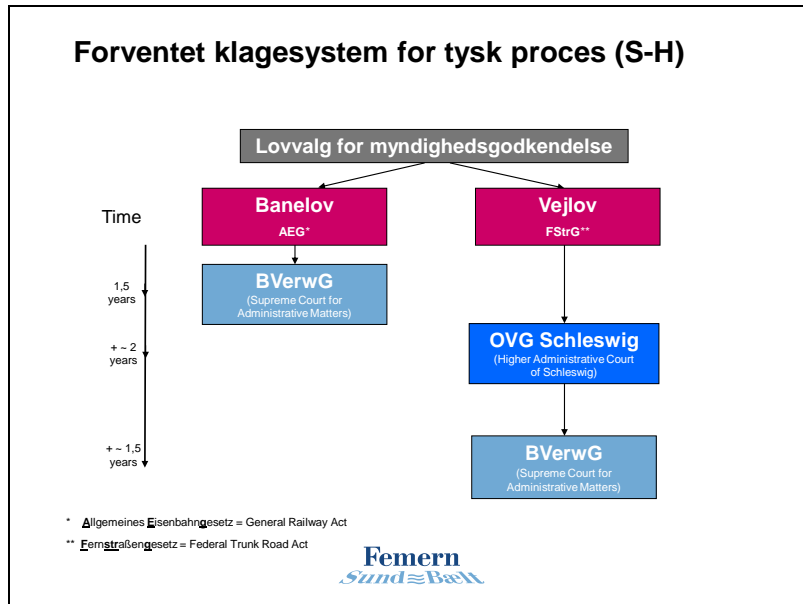 Forventet klagesystem for tysk proces (S-H)
Lovvalg for myndighedsgodkendelse
Time
Banelov
AEG*
Vejlov
FStrG**
1,5
years
BVerwG
(Supreme Court for
Administrative Matters)
+ ~ 2
years
OVG Schleswig
(Higher Administrative Court
of Schleswig)
+ ~ 1,5
years
BVerwG
(Supreme Court for
Administrative Matters)
* Allgemeines Eisenbahngesetz = General Railway Act
** Fernstraßengesetz = Federal Trunk Road Act
Femern
Sund≈Bælt